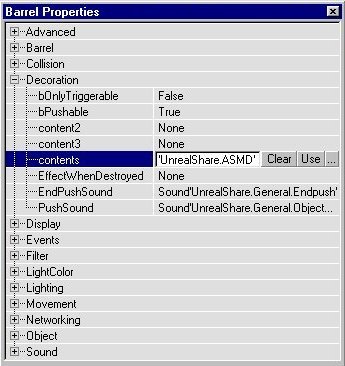 Barrel Properties
Advanced
Barrel
Collision
Decoration
bOnlyTriggerable False
bPushable True
content2 None
content3 None
contents 'UnrealShare.ASMD' Clear Use ...
EffectWhenDestroyed None
EndPushSound Sound'UnrealShare.General.Endpush'
PushSound Sound'UnrealShare.General.Object...
Display
Events
Filter
LightColor
Lighting
Movement
Networking
Object
Sound